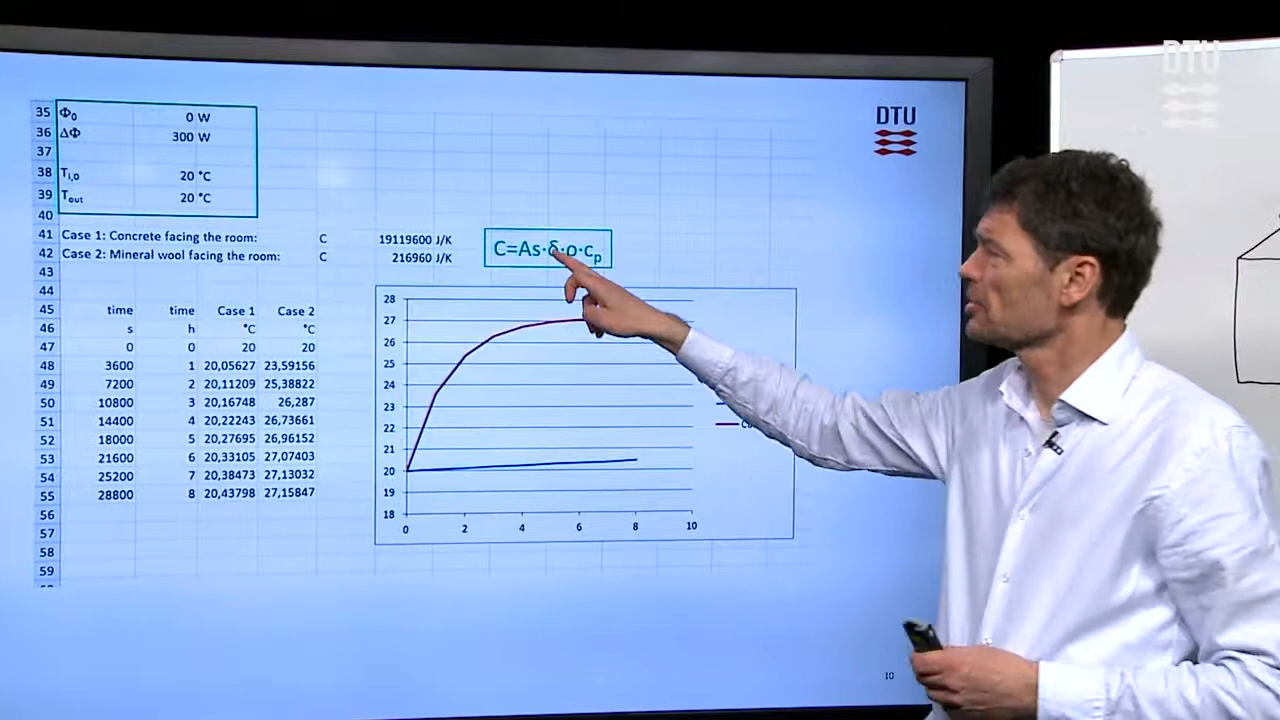 DTU
DTU
35 Φ₀ 0 W
36 ΔΦ 300 W
37
38 Tᵢ,₀ 20 °C
39 Tout 20 °C
40
41 Case 1: Concrete facing the room: C 19119600 J/K
42 Case 2: Mineral wool facing the room: C 216960 J/K
C=As·δ·ρ·cp
43
44
45 time time Case 1 Case 2
46 s h °C °C
47 0 0 20 20
48 3600 1 20,05627 23,59156
49 7200 2 20,11209 25,38822
50 10800 3 20,16748 26,287
51 14400 4 20,22243 26,73661
52 18000 5 20,27695 26,96152
53 21600 6 20,33105 27,07403
54 25200 7 20,38473 27,13032
55 28800 8 20,43798 27,15847
56
57
58
59
28
27
26
25
24
23
22
21
20
19
18
0 2 4 6 8 10
10